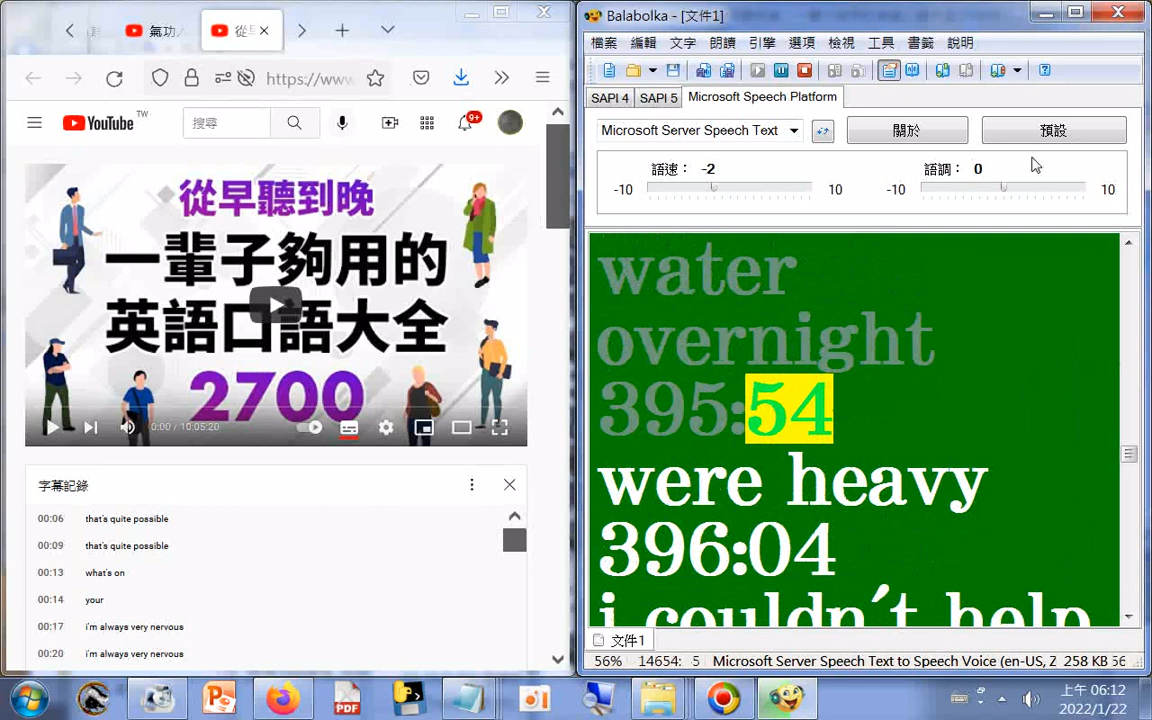 氣功
從
https://www
YouTube TW
搜尋
9+
從早聽到晚
一輩子夠用的
英語口語大全
2700
0:00 / 10:05:20
字幕記錄
00:06 that's quite possible
00:09 that's quite possible
00:13 what's on
00:14 your
00:17 i'm always very nervous
00:20 i'm always very nervous
Balabolka - [文件1]
檔案 編輯 文字 朗讀 引擎 選項 檢視 工具 書籤 說明
SAPI 4 SAPI 5 Microsoft Speech Platform
Microsoft Server Speech Text 關於 預設
語速： -2 語調： 0
-10 10 -10 10
water
overnight
395:54
were heavy
396:04
i couldn't help
文件1
56% 14654: 5 Microsoft Server Speech Text to Speech Voice (en-US, Z 258 KB 56
PDF
上午 06:12
2022/1/22